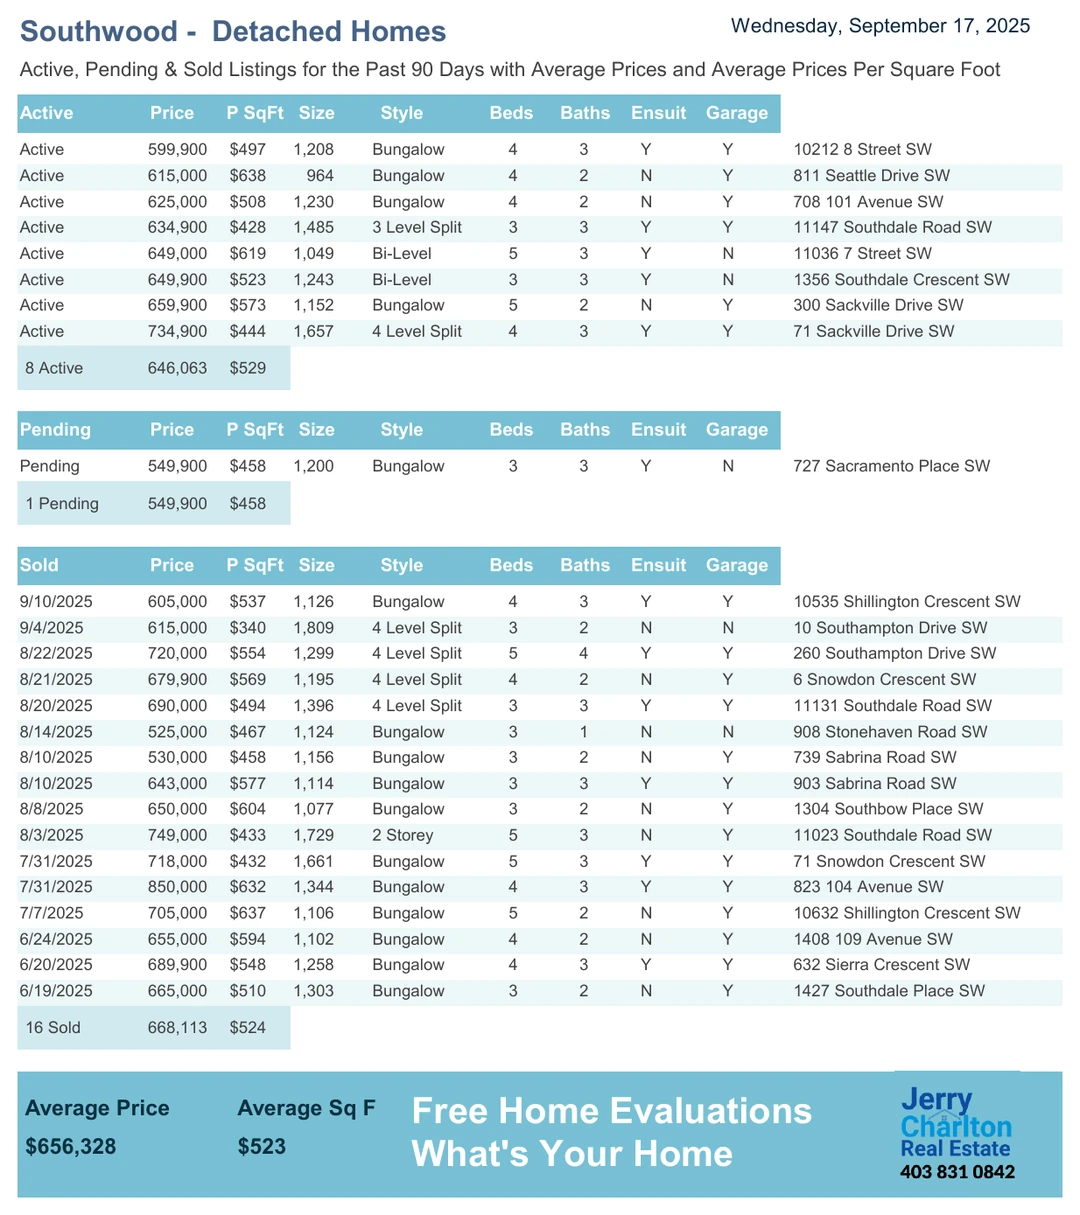 Southwood - Detached Homes
Wednesday, September 17, 2025
Active, Pending & Sold Listings for the Past 90 Days with Average Prices and Average Prices Per Square Foot
Active Price P SqFt Size Style Beds Baths Ensuit Garage
Active 599,900 $497 1,208 Bungalow 4 3 Y Y 10212 8 Street SW
Active 615,000 $638 964 Bungalow 4 2 N Y 811 Seattle Drive SW
Active 625,000 $508 1,230 Bungalow 4 2 N Y 708 101 Avenue SW
Active 634,900 $428 1,485 3 Level Split 3 3 Y Y 11147 Southdale Road SW
Active 649,000 $619 1,049 Bi-Level 5 3 Y N 11036 7 Street SW
Active 649,900 $523 1,243 Bi-Level 3 3 Y N 1356 Southdale Crescent SW
Active 659,900 $573 1,152 Bungalow 5 2 N Y 300 Sackville Drive SW
Active 734,900 $444 1,657 4 Level Split 4 3 Y Y 71 Sackville Drive SW
8 Active 646,063 $529
Pending Price P SqFt Size Style Beds Baths Ensuit Garage
Pending 549,900 $458 1,200 Bungalow 3 3 Y N 727 Sacramento Place SW
1 Pending 549,900 $458
Sold Price P SqFt Size Style Beds Baths Ensuit Garage
9/10/2025 605,000 $537 1,126 Bungalow 4 3 Y Y 10535 Shillington Crescent SW
9/4/2025 615,000 $340 1,809 4 Level Split 3 2 N N 10 Southampton Drive SW
8/22/2025 720,000 $554 1,299 4 Level Split 5 4 Y Y 260 Southampton Drive SW
8/21/2025 679,900 $569 1,195 4 Level Split 4 2 N Y 6 Snowdon Crescent SW
8/20/2025 690,000 $494 1,396 4 Level Split 3 3 Y Y 11131 Southdale Road SW
8/14/2025 525,000 $467 1,124 Bungalow 3 1 N N 908 Stonehaven Road SW
8/10/2025 530,000 $458 1,156 Bungalow 3 2 N Y 739 Sabrina Road SW
8/10/2025 643,000 $577 1,114 Bungalow 3 3 Y Y 903 Sabrina Road SW
8/8/2025 650,000 $604 1,077 Bungalow 3 2 N Y 1304 Southbow Place SW
8/3/2025 749,000 $433 1,729 2 Storey 5 3 N Y 11023 Southdale Road SW
7/31/2025 718,000 $432 1,661 Bungalow 5 3 Y Y 71 Snowdon Crescent SW
7/31/2025 850,000 $632 1,344 Bungalow 4 3 Y Y 823 104 Avenue SW
7/7/2025 705,000 $637 1,106 Bungalow 5 2 N Y 10632 Shillington Crescent SW
6/24/2025 655,000 $594 1,102 Bungalow 4 2 N Y 1408 109 Avenue SW
6/20/2025 689,900 $548 1,258 Bungalow 4 3 Y Y 632 Sierra Crescent SW
6/19/2025 665,000 $510 1,303 Bungalow 3 2 N Y 1427 Southdale Place SW
16 Sold 668,113 $524
Average Price Average Sq F
$656,328 $523
Free Home Evaluations
What's Your Home
Jerry
Charlton
Real Estate
403 831 0842